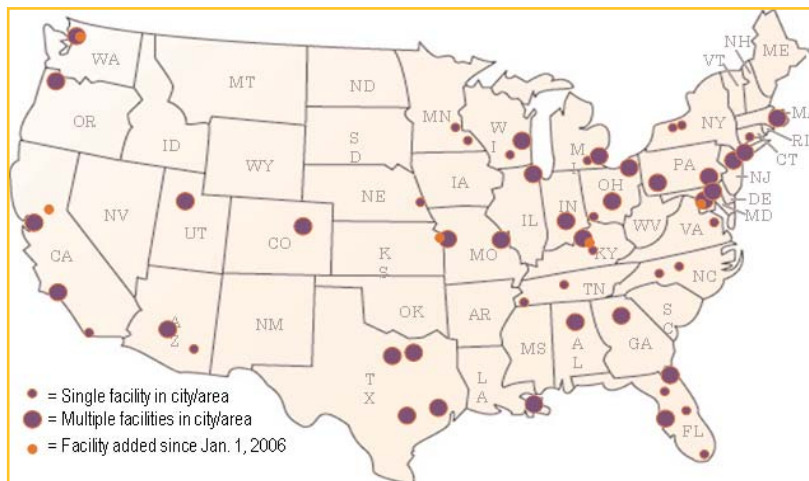 NH
ME
VT
WA
MT
ND
MN
MA
OR
ID
SD
WI
MI
NY
RI
CT
WY
IA
PA
NJ
NE
OH
DE
MD
NV
UT
CO
IL
IN
WV
VA
CA
KS
MO
KY
NC
TN
OK
AZ
NM
AR
SC
MS
AL
GA
TX
LA
FL
= Single facility in city/area
= Multiple facilities in city/area
= Facility added since Jan. 1, 2006